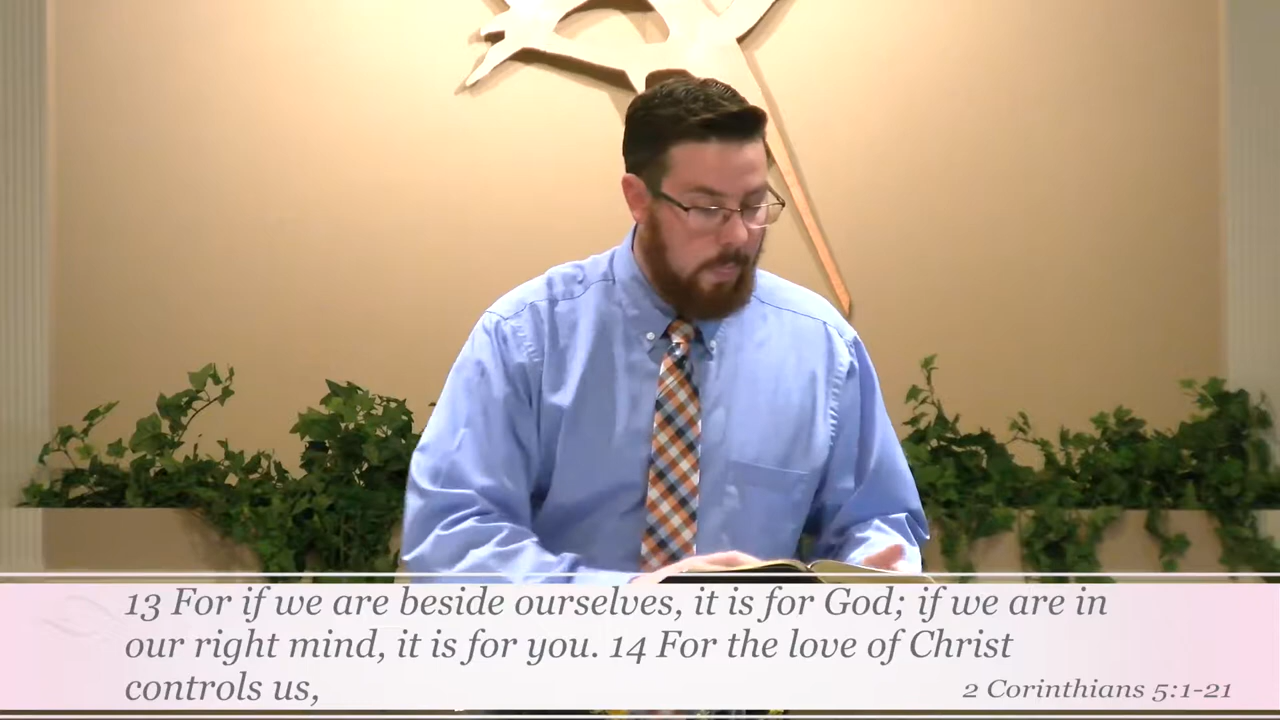 13 For if we are beside ourselves, it is for God; if we are in
our right mind, it is for you. 14 For the love of Christ
controls us,
2 Corinthians 5:1-21